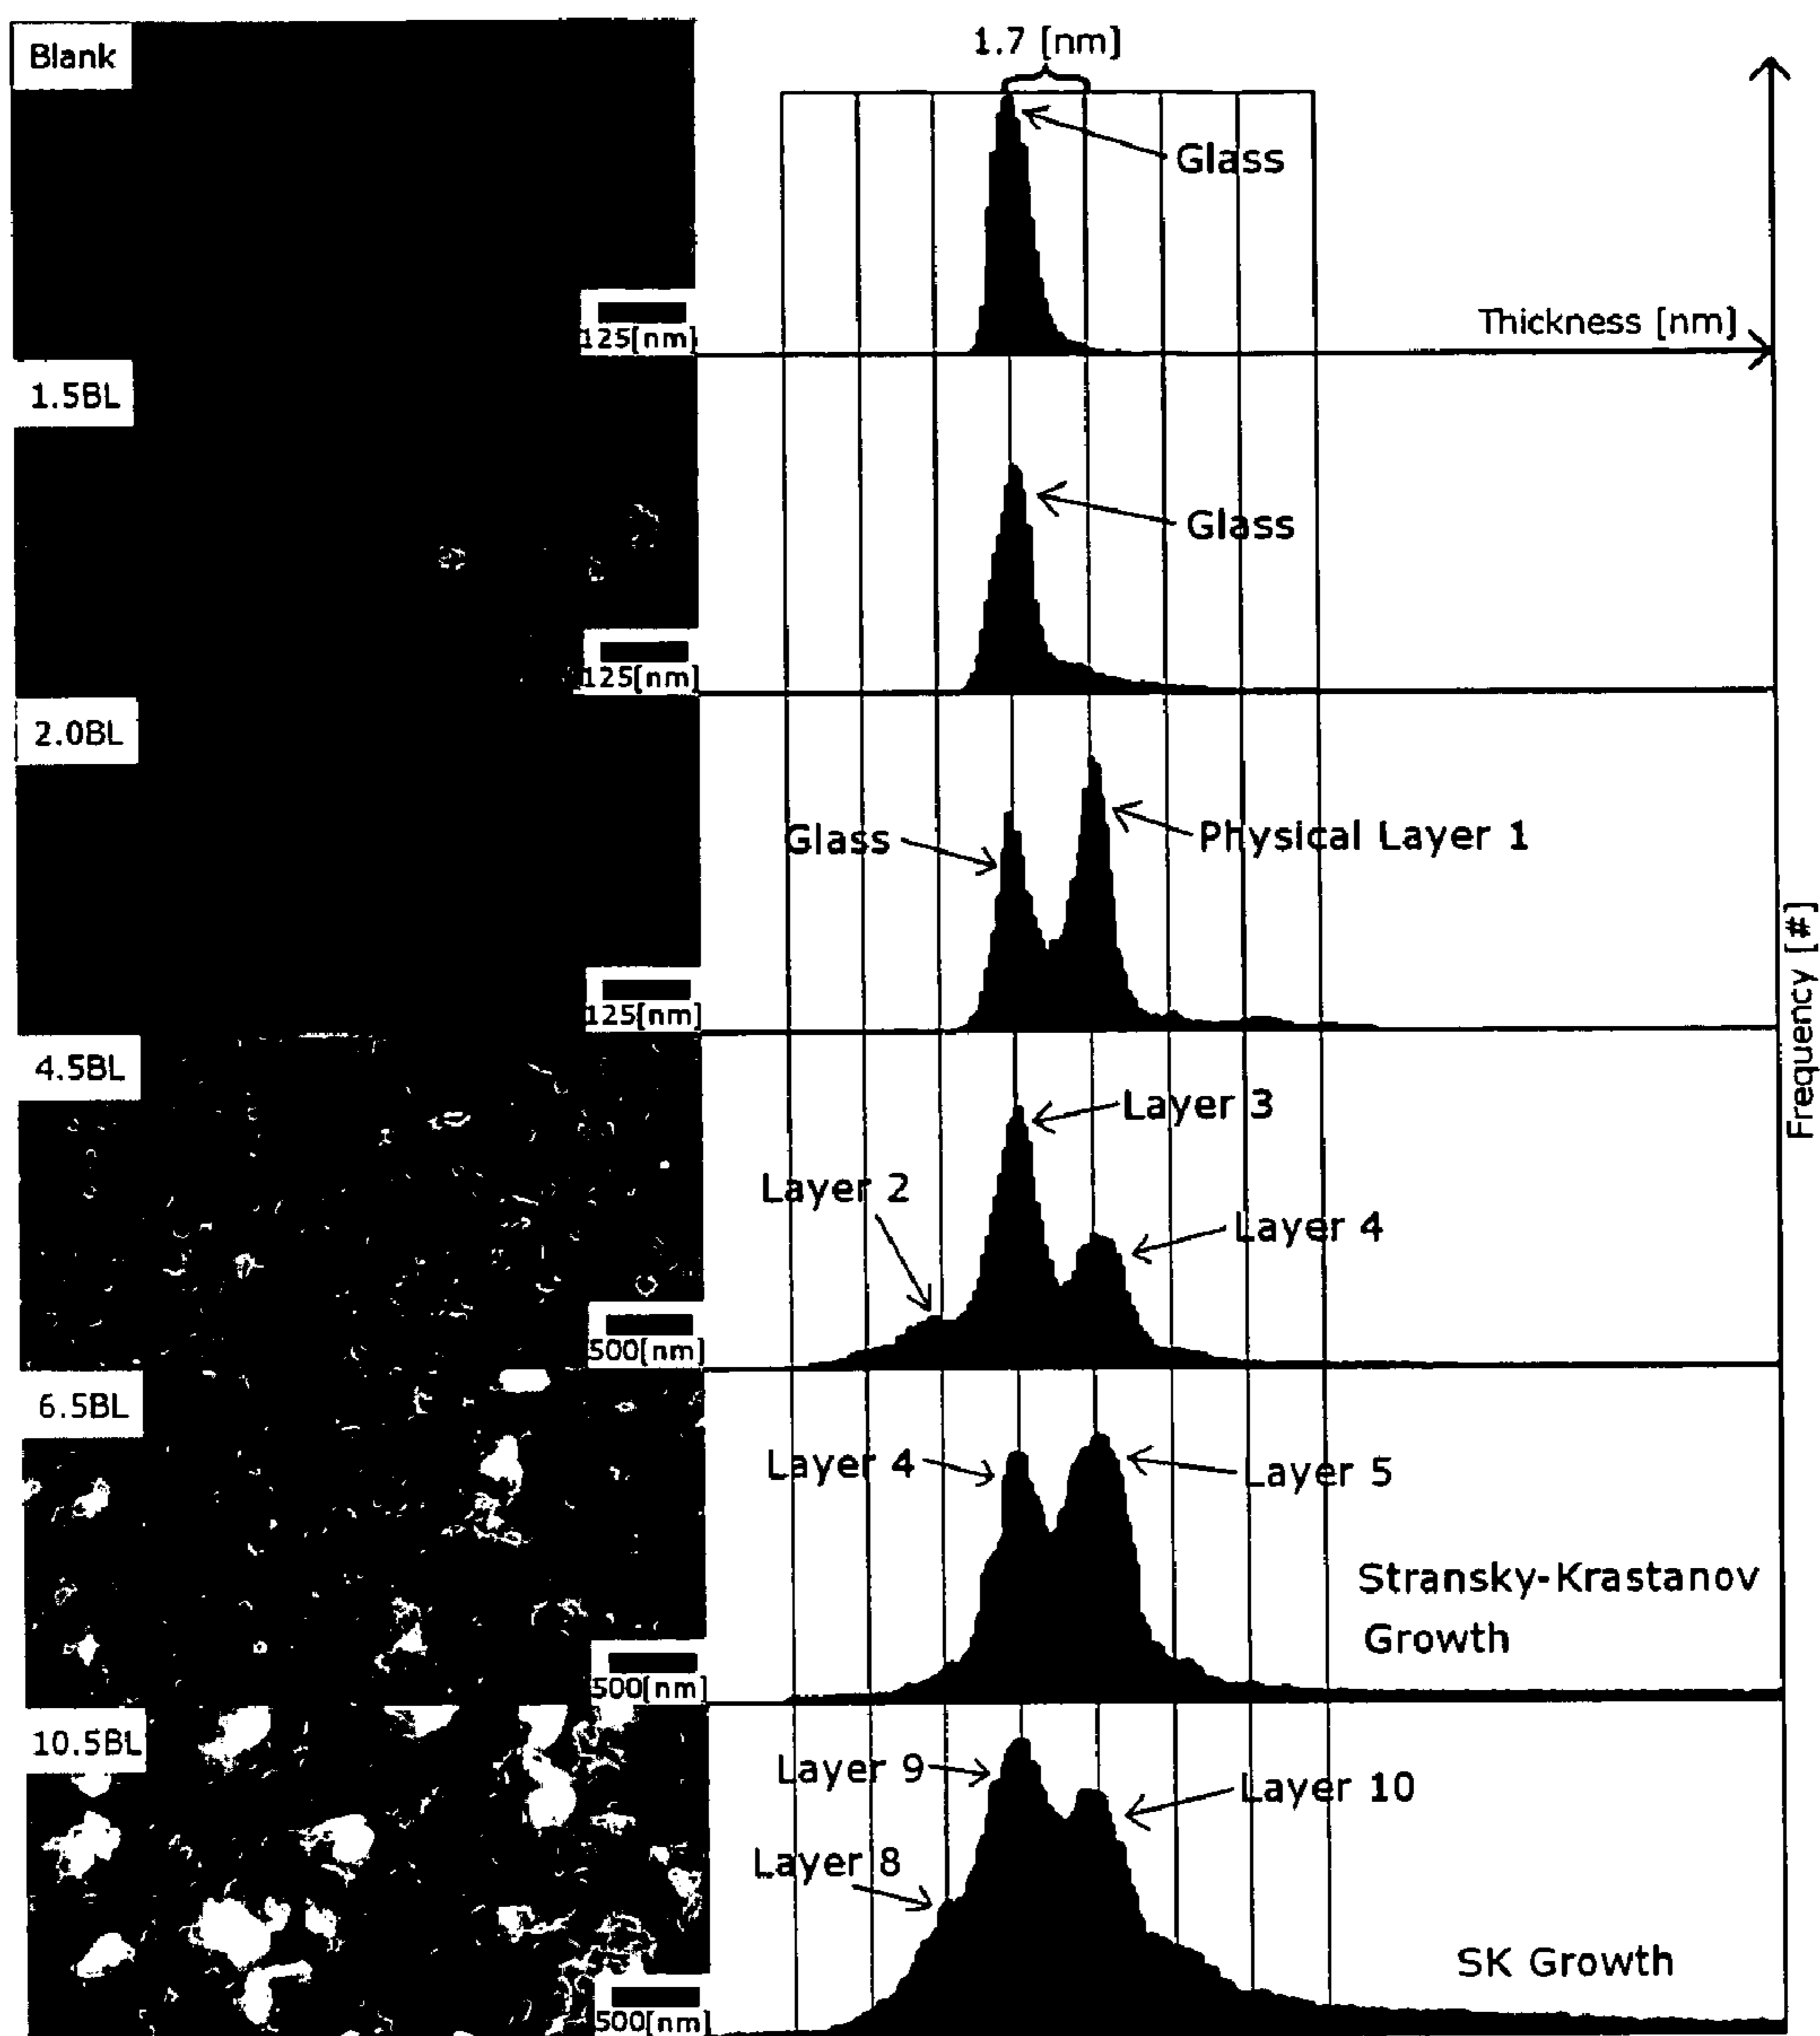 Blank
1.7 [nm]
Glass
125[nm]
Thickness [nm]
1.5BL
Glass
125[nm]
2.0BL
Glass
Physical Layer 1
125[nm]
Frequency [#]
4.5BL
Layer 3
Layer 2
Layer 4
500[nm]
6.5BL
Layer 4
Layer 5
Stransky-Krastanov
Growth
500[nm]
10.5BL
Layer 9
Layer 10
Layer 8
SK Growth
500[nm]